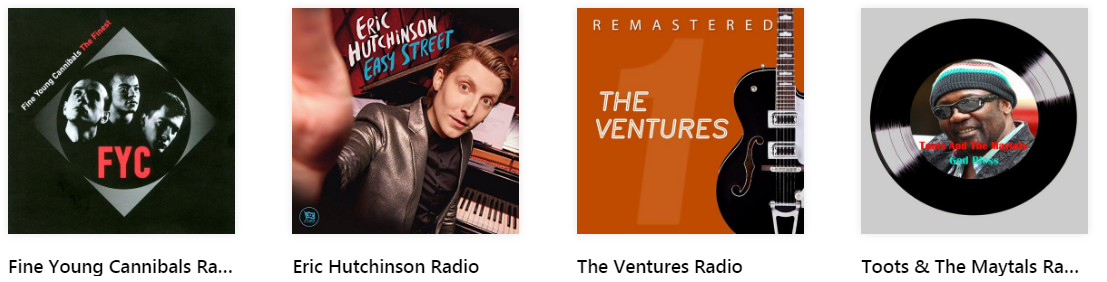 Fine Young Cannibals The Finest
FYC
Fine Young Cannibals Ra...
ERIC
HUTCHINSON
EASY STREET
Eric Hutchinson Radio
REMASTERED
1
THE
VENTURES
The Ventures Radio
Toots And The Maytals
God Bless
Toots & The Maytals Ra...